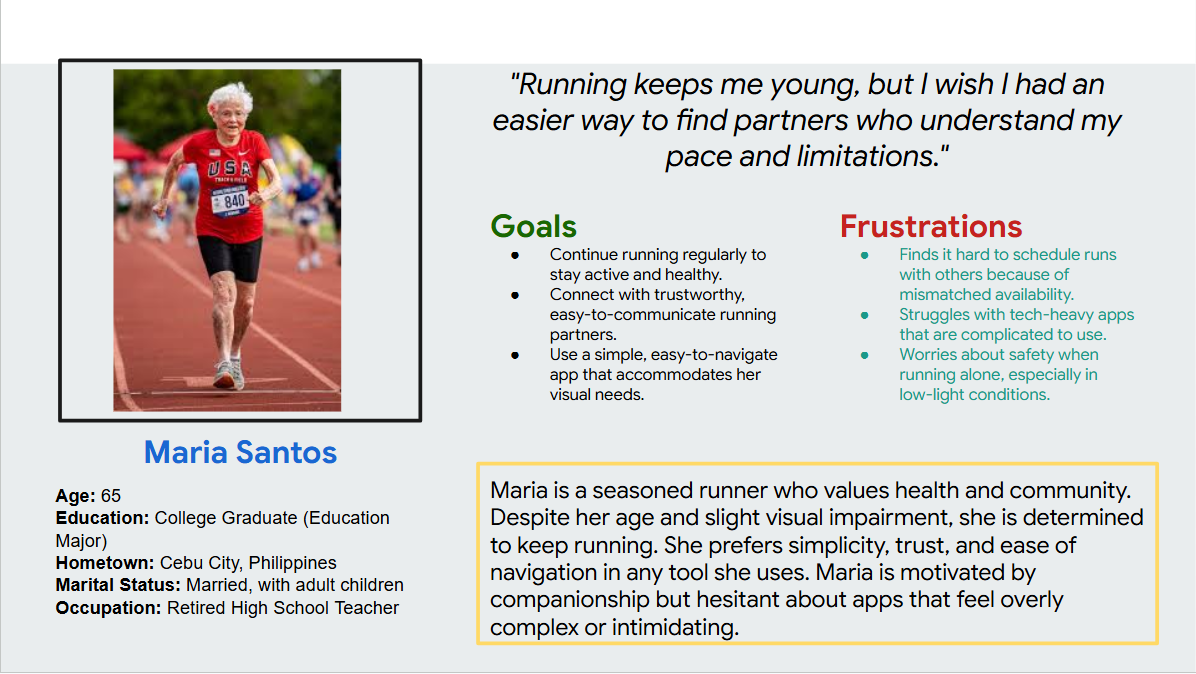 USA
TRACK & FIELD
840
"Running keeps me young, but I wish I had an
easier way to find partners who understand my
pace and limitations."
Goals
● Continue running regularly to
stay active and healthy.
● Connect with trustworthy,
easy-to-communicate running
partners.
● Use a simple, easy-to-navigate
app that accommodates her
visual needs.
Frustrations
● Finds it hard to schedule runs
with others because of
mismatched availability.
● Struggles with tech-heavy apps
that are complicated to use.
● Worries about safety when
running alone, especially in
low-light conditions.
Maria Santos
Age: 65
Education: College Graduate (Education
Major)
Hometown: Cebu City, Philippines
Marital Status: Married, with adult children
Occupation: Retired High School Teacher
Maria is a seasoned runner who values health and community.
Despite her age and slight visual impairment, she is determined
to keep running. She prefers simplicity, trust, and ease of
navigation in any tool she uses. Maria is motivated by
companionship but hesitant about apps that feel overly
complex or intimidating.